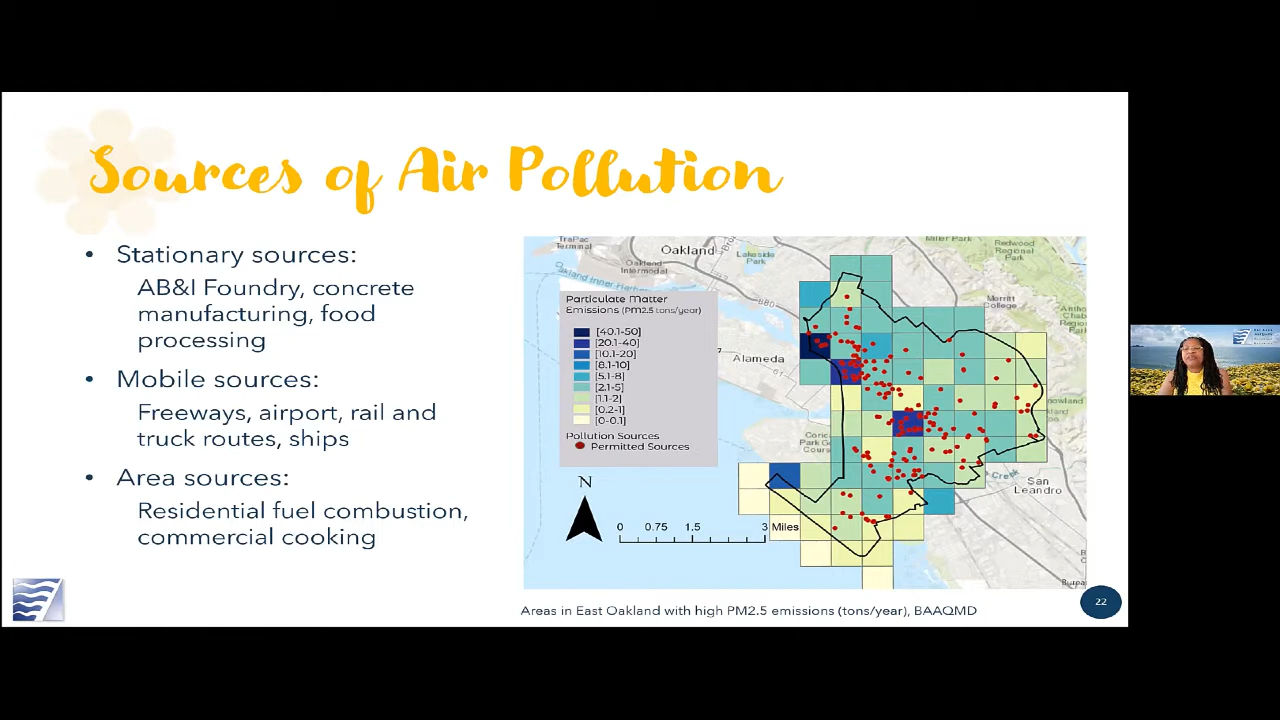 Sources of Air Pollution
• Stationary sources:
AB&I Foundry, concrete
manufacturing, food
processing
• Mobile sources:
Freeways, airport, rail and
truck routes, ships
• Area sources:
Residential fuel combustion,
commercial cooking
TraPac
Terminal
Oakland
Oakland
Intermodal
Lakeside
Park
Miller Park
Redwood
Regional
Park
Oakland Inner Harbor
880
Merritt
College
Alameda
61
Particulate Matter
Emissions (PM2.5 tons/year)
[40.1-50]
[20.1-40]
[10.1-20]
[8.1-10]
[5.1-8]
[2.1-5]
[1.1-2]
[0.2-1]
[0-0.1]
Pollution Sources
Permitted Sources
Creek
San
Leandro
N
0 0.75 1.5 3 Miles
Areas in East Oakland with high PM2.5 emissions (tons/year), BAAQMD
22